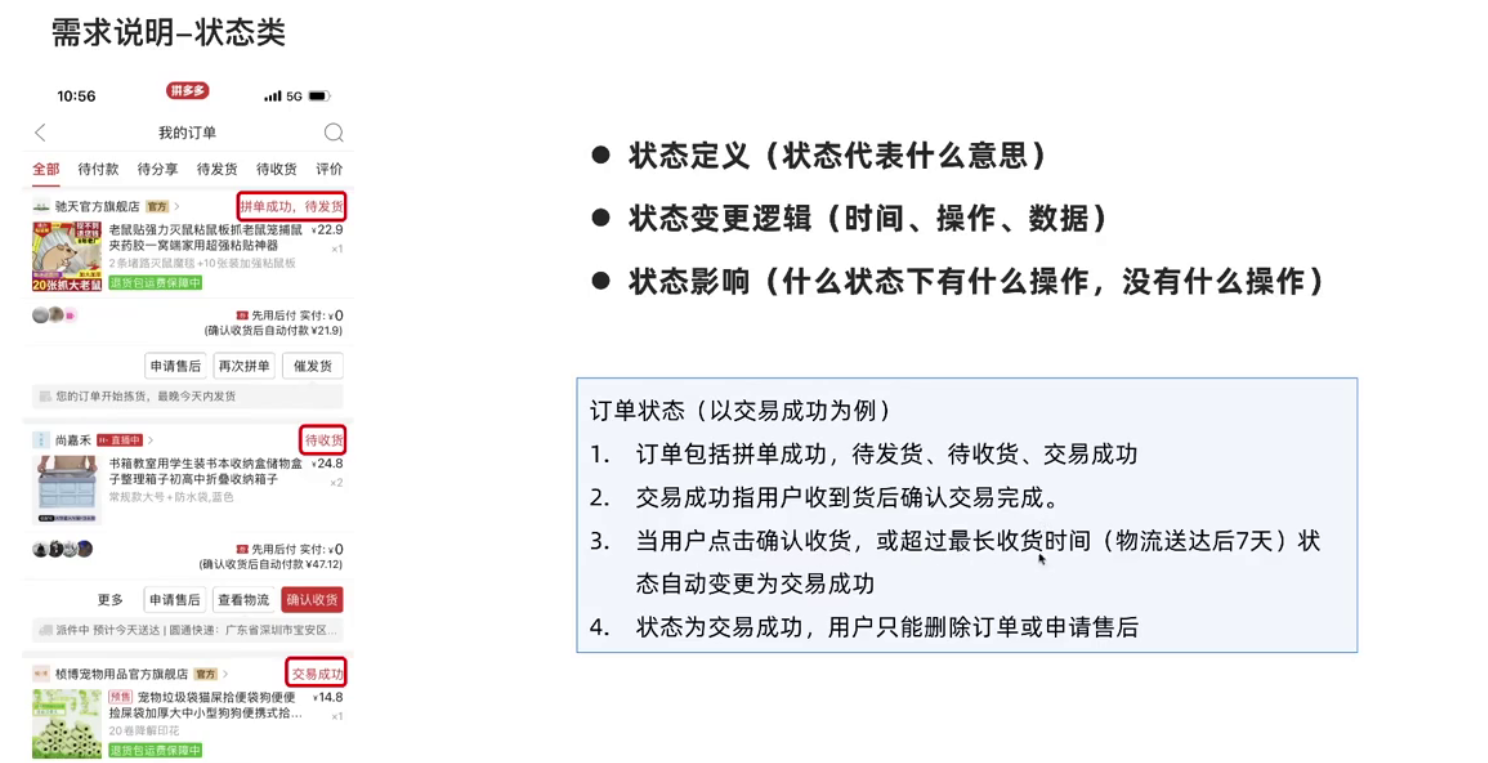 需求说明-状态类
10:56
拼多多
5G
我的订单
全部 待付款 待分享 待发货 待收货 评价
驰天官方旗舰店 官方
拼单成功，待发货
老鼠贴强力灭鼠粘鼠板抓老鼠笼捕鼠 ¥22.9
夹药胶一窝端家用超强粘贴神器 ×1
2条堵路灭鼠魔毯+10张装加强粘鼠板
20张抓大老鼠
退货包运费保障中
先用后付 实付: ¥0
(确认收货后自动付款 ¥21.9)
申请售后 再次拼单 催发货
您的订单开始拣货，最晚今天内发货
尚嘉禾 直播中
待收货
书箱教室用学生装书本收纳盒储物盒 ¥24.8
子整理箱子初高中折叠收纳箱子 ×2
常规款大号+防水袋,蓝色
先用后付 实付: ¥0
(确认收货后自动付款 ¥47.12)
更多 申请售后 查看物流 确认收货
派件中 预计今天送达 | 圆通快递：广东省深圳市宝安区...
桢博宠物用品官方旗舰店 官方
交易成功
预售 宠物垃圾袋猫屎拾便袋狗便便 ¥14.8
捡屎袋加厚大中小型狗狗便携式拾... ×1
20卷降解印花
退货包运费保障中
● 状态定义（状态代表什么意思）
● 状态变更逻辑（时间、操作、数据）
● 状态影响（什么状态下有什么操作，没有什么操作）
订单状态（以交易成功为例）
1. 订单包括拼单成功，待发货、待收货、交易成功
2. 交易成功指用户收到货后确认交易完成。
3. 当用户点击确认收货，或超过最长收货时间（物流送达后7天）状
态自动变更为交易成功
4. 状态为交易成功，用户只能删除订单或申请售后